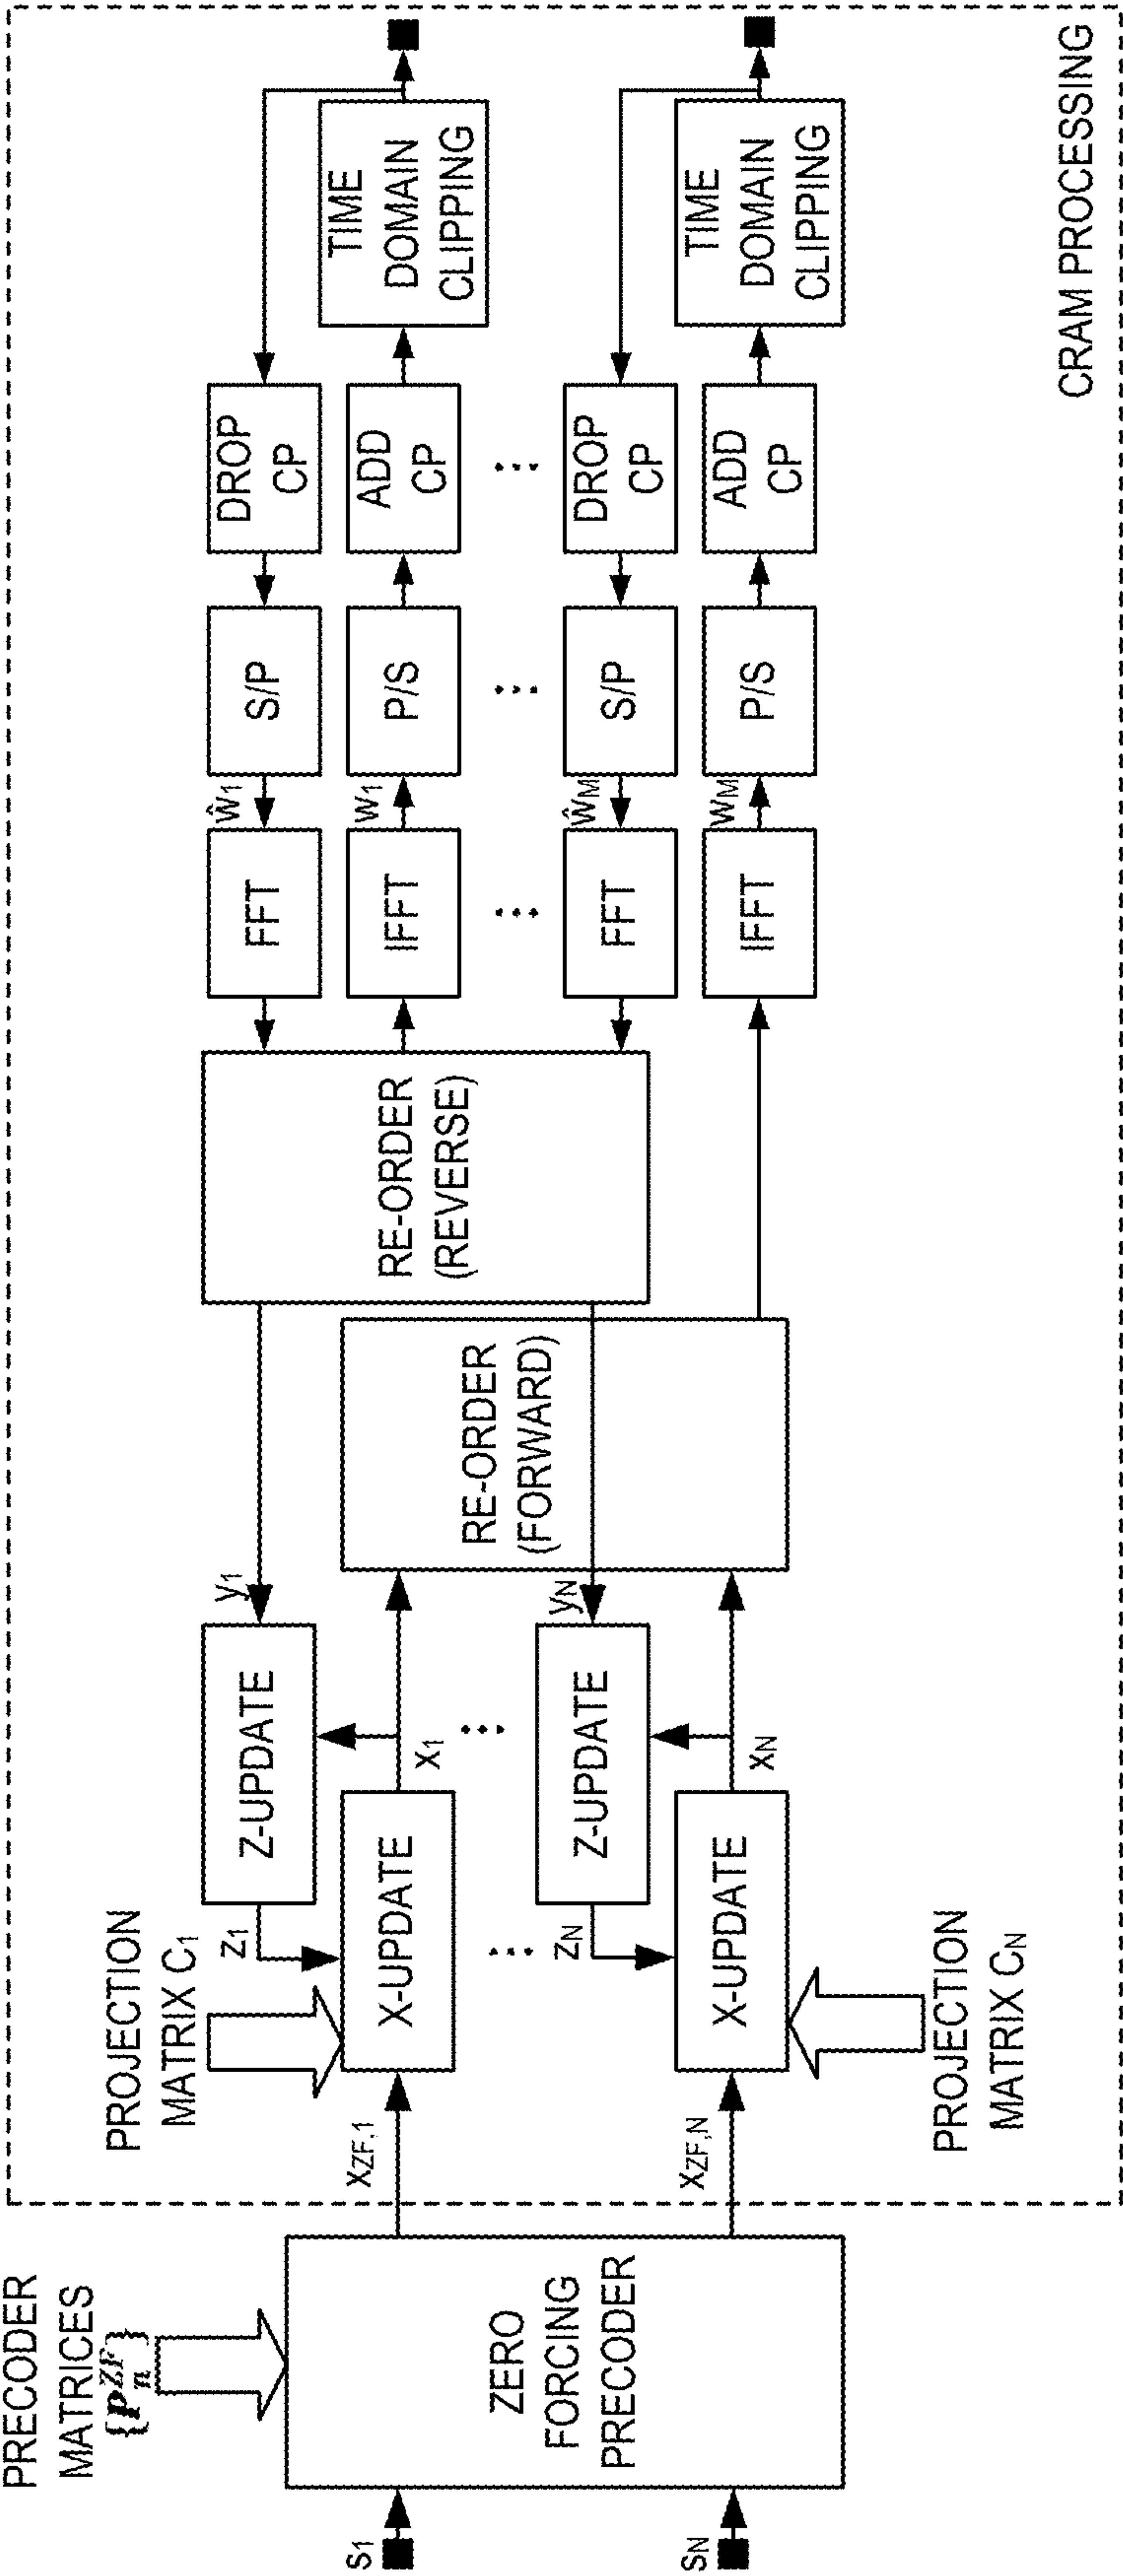 PRECODER
MATRICES
{P_n^{ZF}}
S1
SN
ZERO
FORCING
PRECODER
XZF,1
XZF,N
PROJECTION
MATRIX C1
PROJECTION
MATRIX CN
X-UPDATE
X-UPDATE
Z1
ZN
Z-UPDATE
Z-UPDATE
X1
XN
y1
yN
RE-ORDER
(FORWARD)
RE-ORDER
(REVERSE)
FFT
IFFT
FFT
IFFT
ŵ1
w1
ŵM
wM
S/P
P/S
S/P
P/S
DROP
CP
ADD
CP
DROP
CP
ADD
CP
TIME
DOMAIN
CLIPPING
TIME
DOMAIN
CLIPPING
CRAM PROCESSING